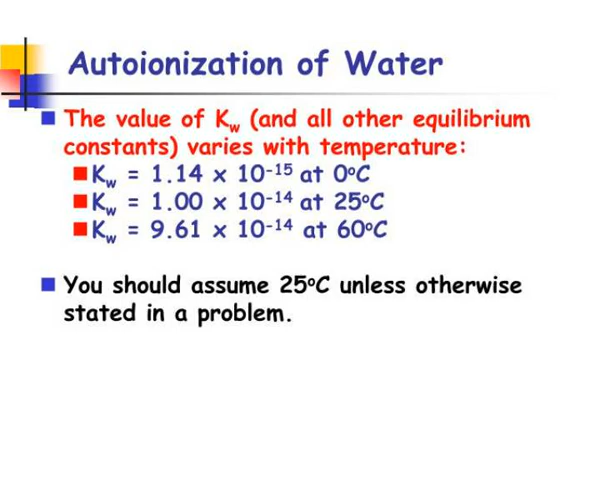 Autoionization of Water
The value of Kw (and all other equilibrium
constants) varies with temperature:
Kw = 1.14 x 10-15 at 0oC
Kw = 1.00 x 10-14 at 25oC
Kw = 9.61 x 10-14 at 60oC
You should assume 25oC unless otherwise
stated in a problem.